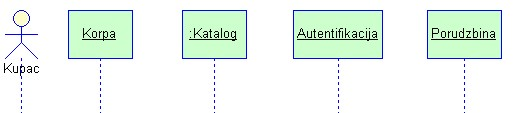 Korpa
:Katalog
Autentifikacija
Porudzbina
Kupac